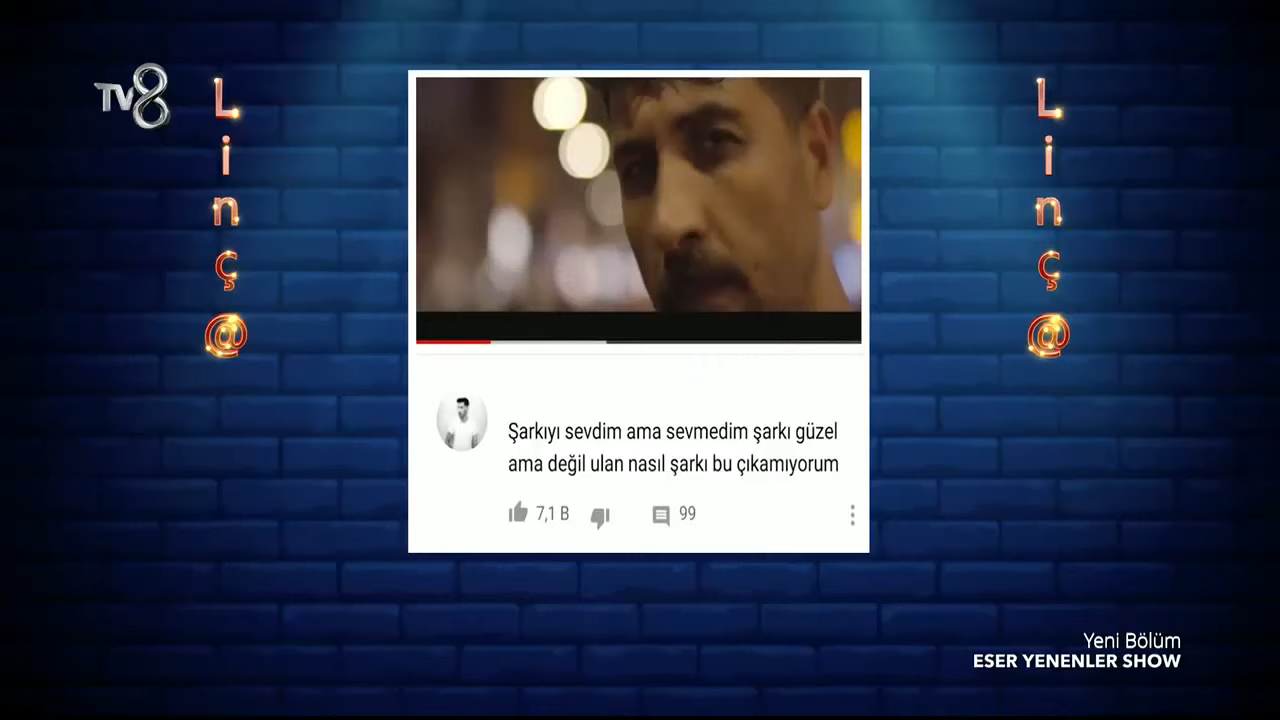 TV8
Linç@
Linç@
Şarkıyı sevdim ama sevmedim şarkı güzel
ama değil ulan nasıl şarkı bu çıkamıyorum
7,1 B
99
Yeni Bölüm
ESER YENENLER SHOW